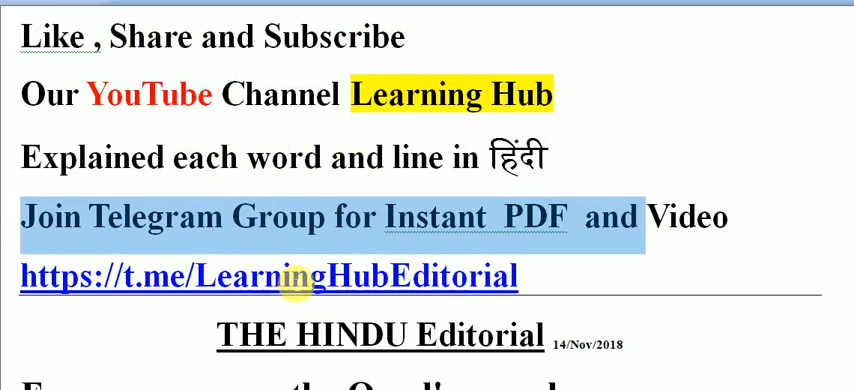 Like , Share and Subscribe
Our YouTube Channel Learning Hub
Explained each word and line in हिंदी
Join Telegram Group for Instant PDF and Video
https://t.me/LearningHubEditorial
THE HINDU Editorial 14/Nov/2018